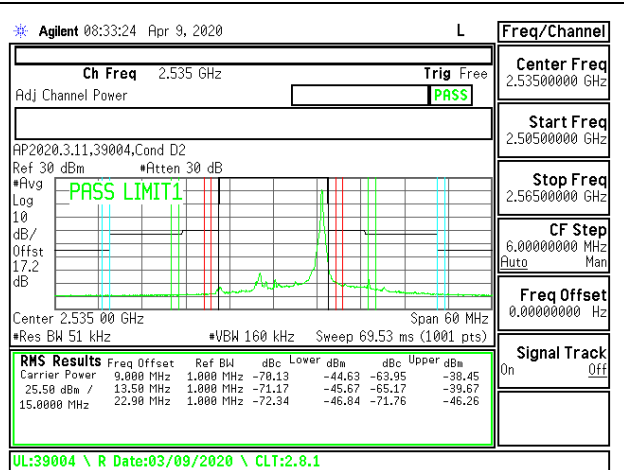 Agilent 08:33:24 Apr 9, 2020 L Freq/Channel
Ch Freq 2.535 GHz Trig Free
Adj Channel Power PASS
AP2020.3.11,39004,Cond D2
Ref 30 dBm #Atten 30 dB
#Avg
Log
10
dB/
Offst
17.2
dB
PASS LIMIT1
Center 2.535 00 GHz Span 60 MHz
#Res BW 51 kHz #VBW 160 kHz Sweep 69.53 ms (1001 pts)
RMS Results Freq Offset Ref BW dBc Lower dBm dBc Upper dBm
Carrier Power 9.000 MHz 1.000 MHz -70.13 -44.63 -63.95 -38.45
25.50 dBm / 13.50 MHz 1.000 MHz -71.17 -45.67 -65.17 -39.67
15.0000 MHz 22.90 MHz 1.000 MHz -72.34 -46.84 -71.76 -46.26
UL:39004 \ R Date:03/09/2020 \ CLT:2.8.1
Center Freq
2.53500000 GHz
Start Freq
2.50500000 GHz
Stop Freq
2.56500000 GHz
CF Step
6.00000000 MHz
Auto Man
Freq Offset
0.00000000 Hz
Signal Track
On Off